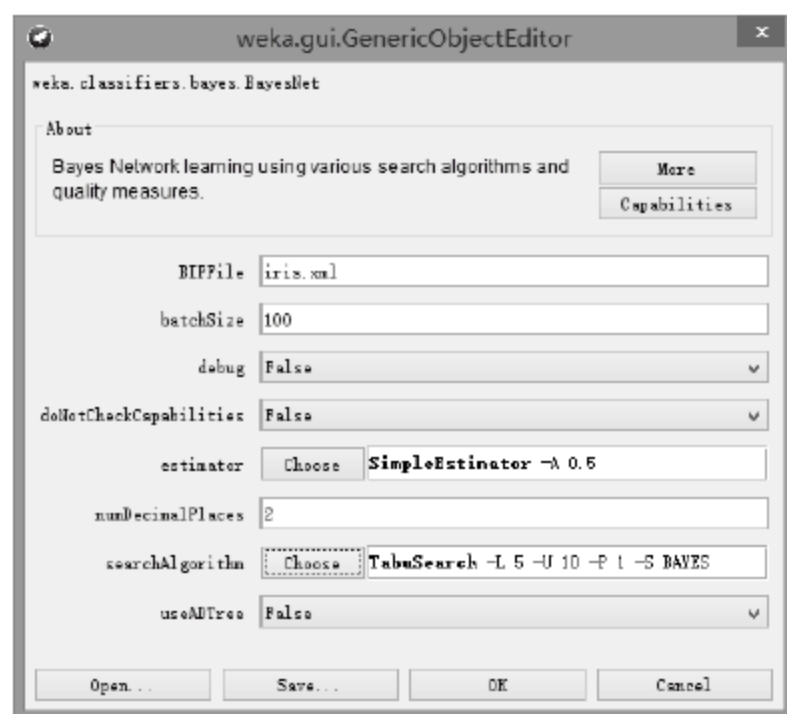 weka.gui.GenericObjectEditor
weka.classifiers.bayes.BayesNet
About
Bayes Network learning using various search algorithms and
quality measures.
More
Capabilities
BIFFile iris.xml
batchSize 100
debug False
doNotCheckCapabilities False
estimator Choose SimpleEstimator -A 0.5
numDecimalPlaces 2
searchAlgorithm Choose TabuSearch -L 5 -U 10 -P 1 -S BAYES
useADTree False
Open... Save... OK Cancel